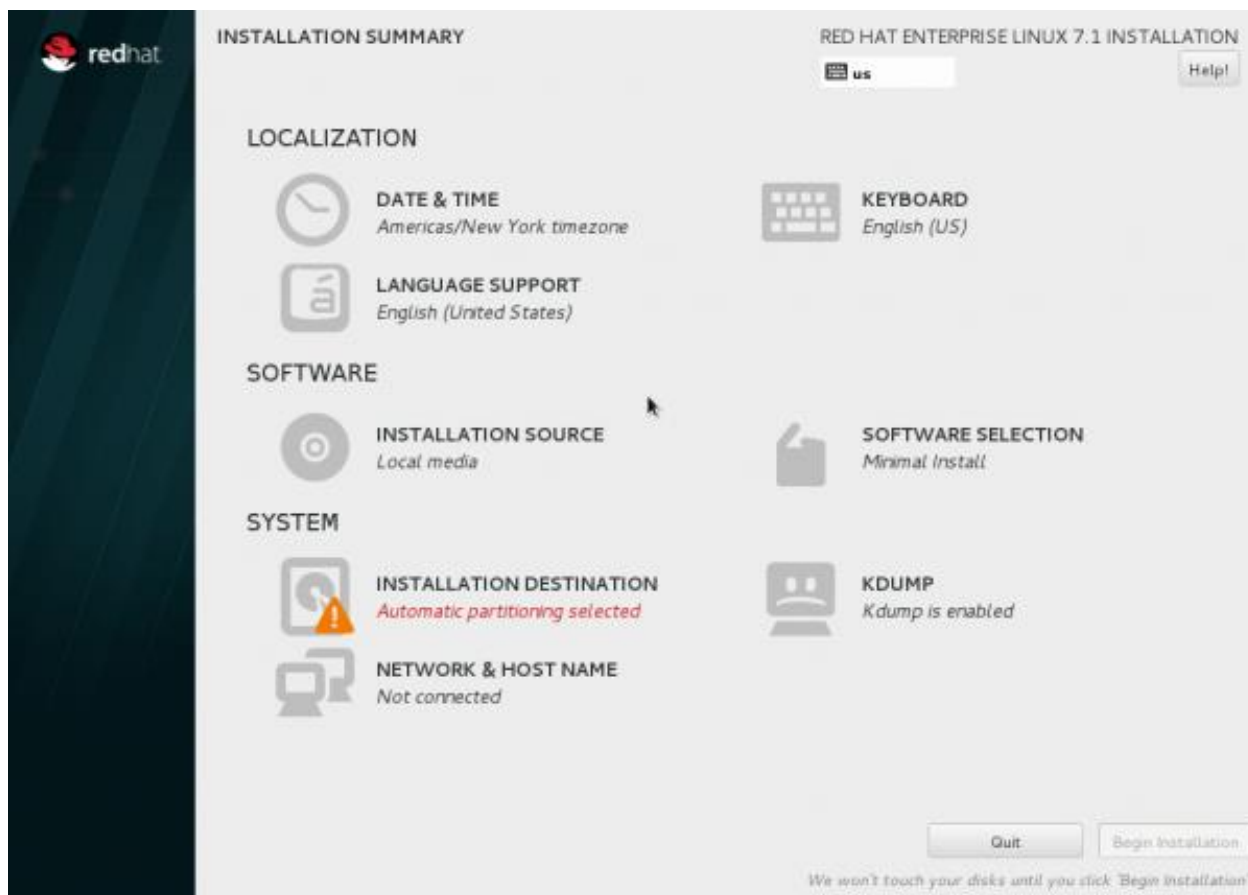 redhat
INSTALLATION SUMMARY
RED HAT ENTERPRISE LINUX 7.1 INSTALLATION
us
Help!
LOCALIZATION
DATE & TIME
Americas/New York timezone
KEYBOARD
English (US)
á
LANGUAGE SUPPORT
English (United States)
SOFTWARE
INSTALLATION SOURCE
Local media
SOFTWARE SELECTION
Minimal Install
SYSTEM
INSTALLATION DESTINATION
Automatic partitioning selected
KDUMP
Kdump is enabled
NETWORK & HOST NAME
Not connected
Quit
Begin Installation
We won't touch your disks until you click 'Begin Installation